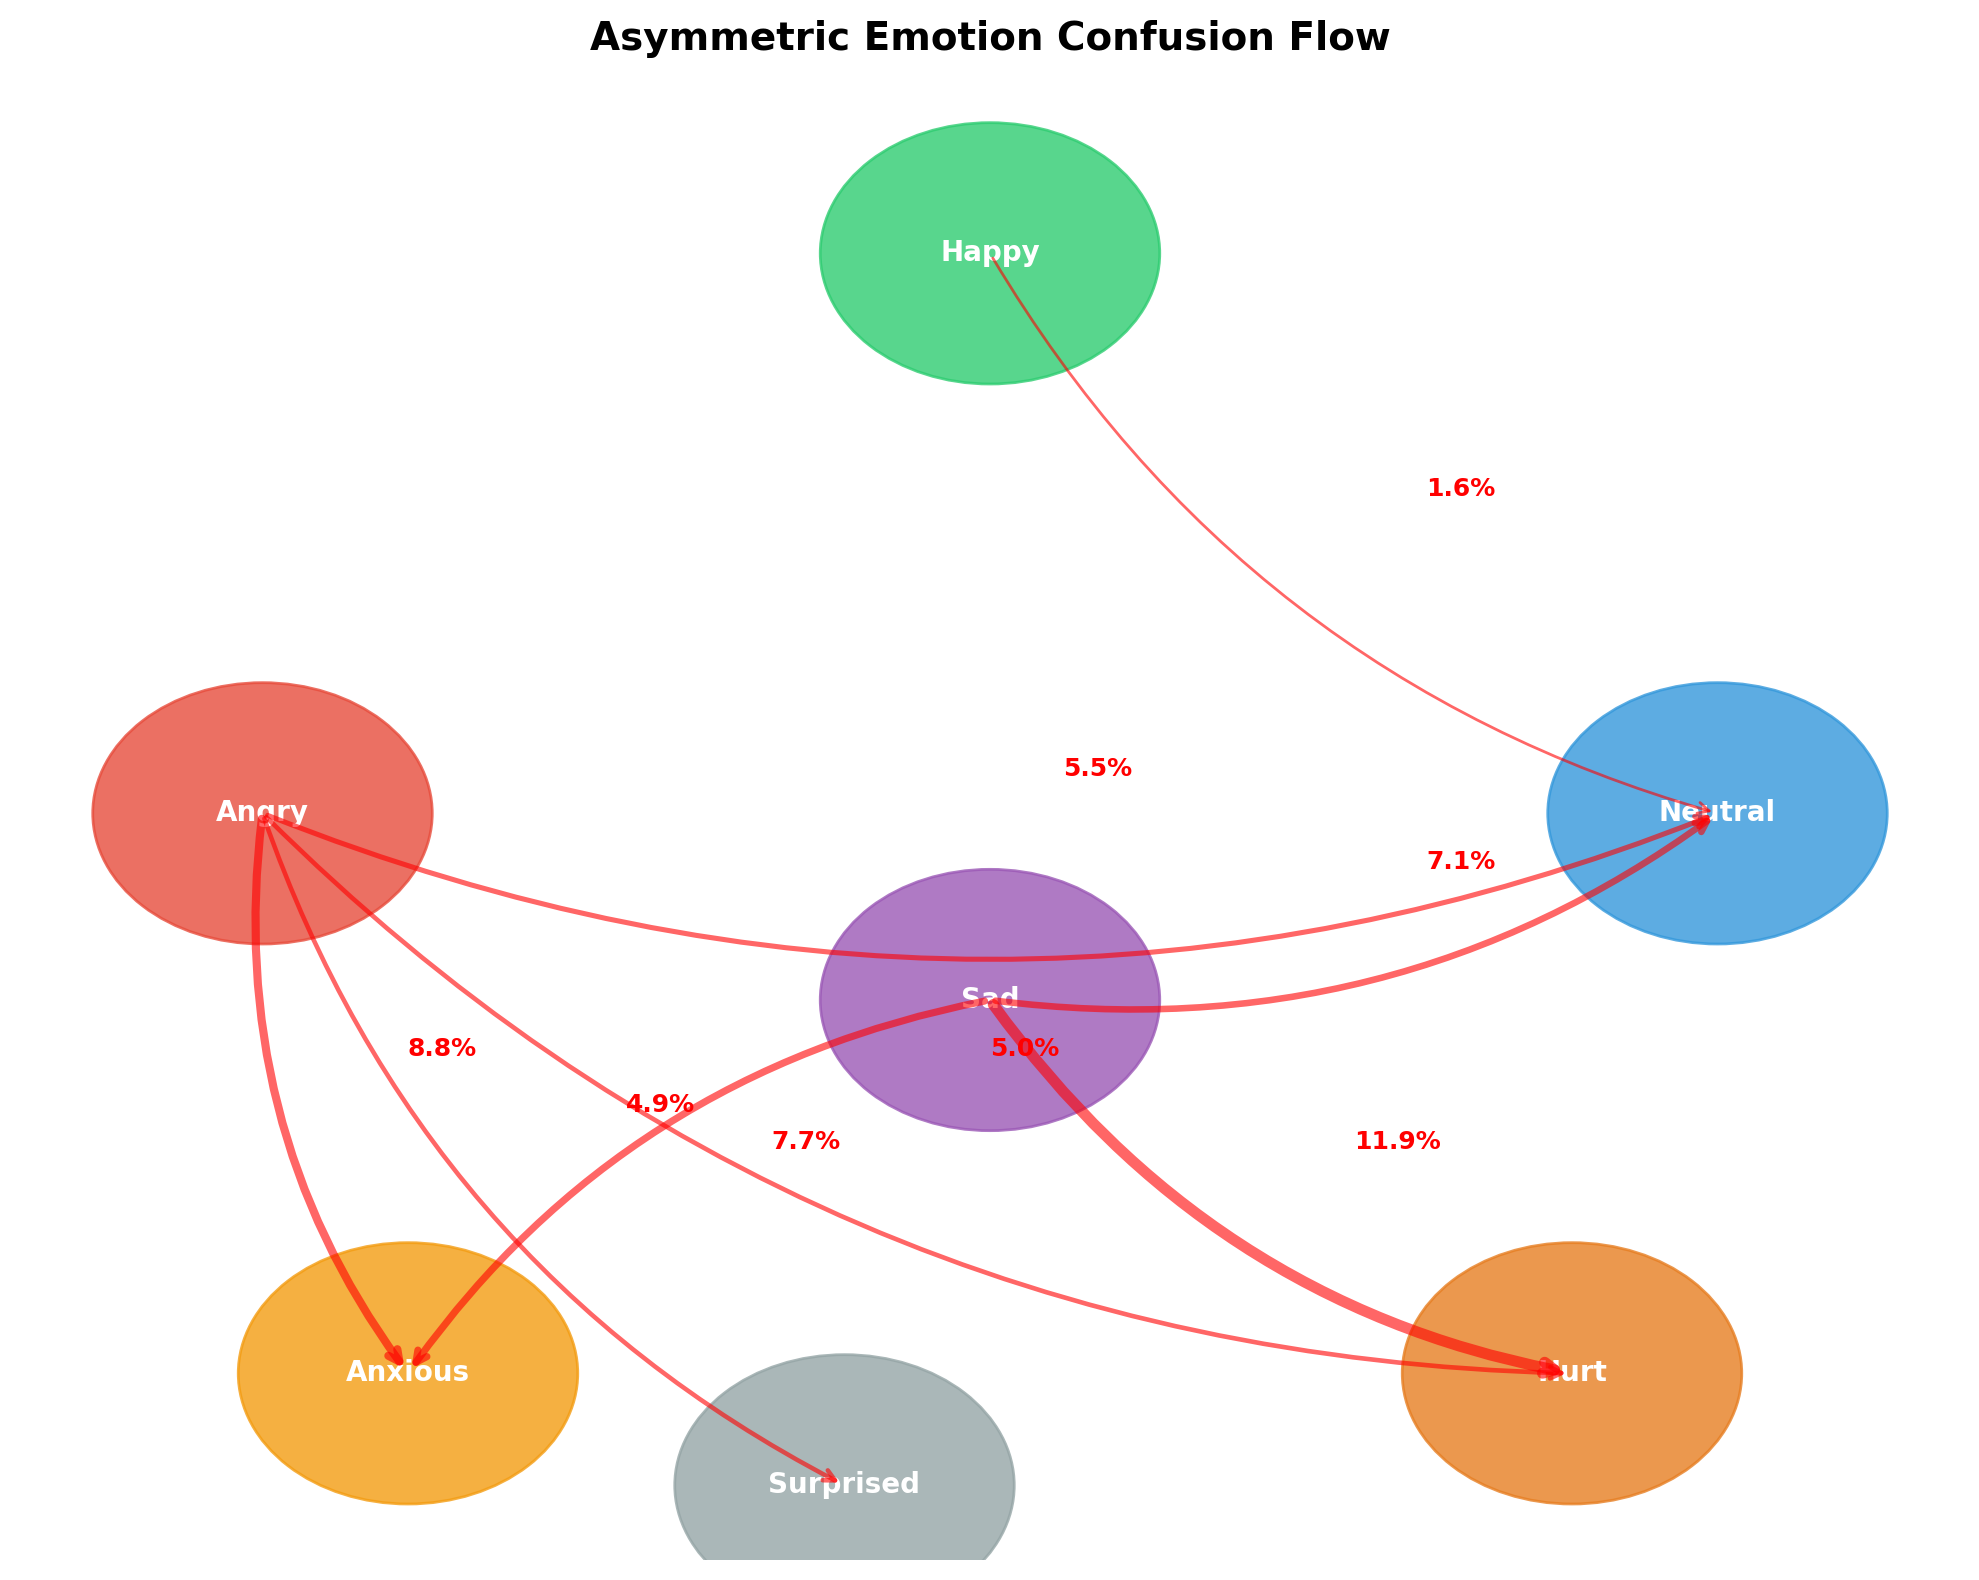 Asymmetric Emotion Confusion Flow
Happy
1.6%
5.5%
Angry
Neutral
7.1%
Sad
8.8%
5.0%
4.9%
7.7%
11.9%
Anxious
Hurt
Surprised